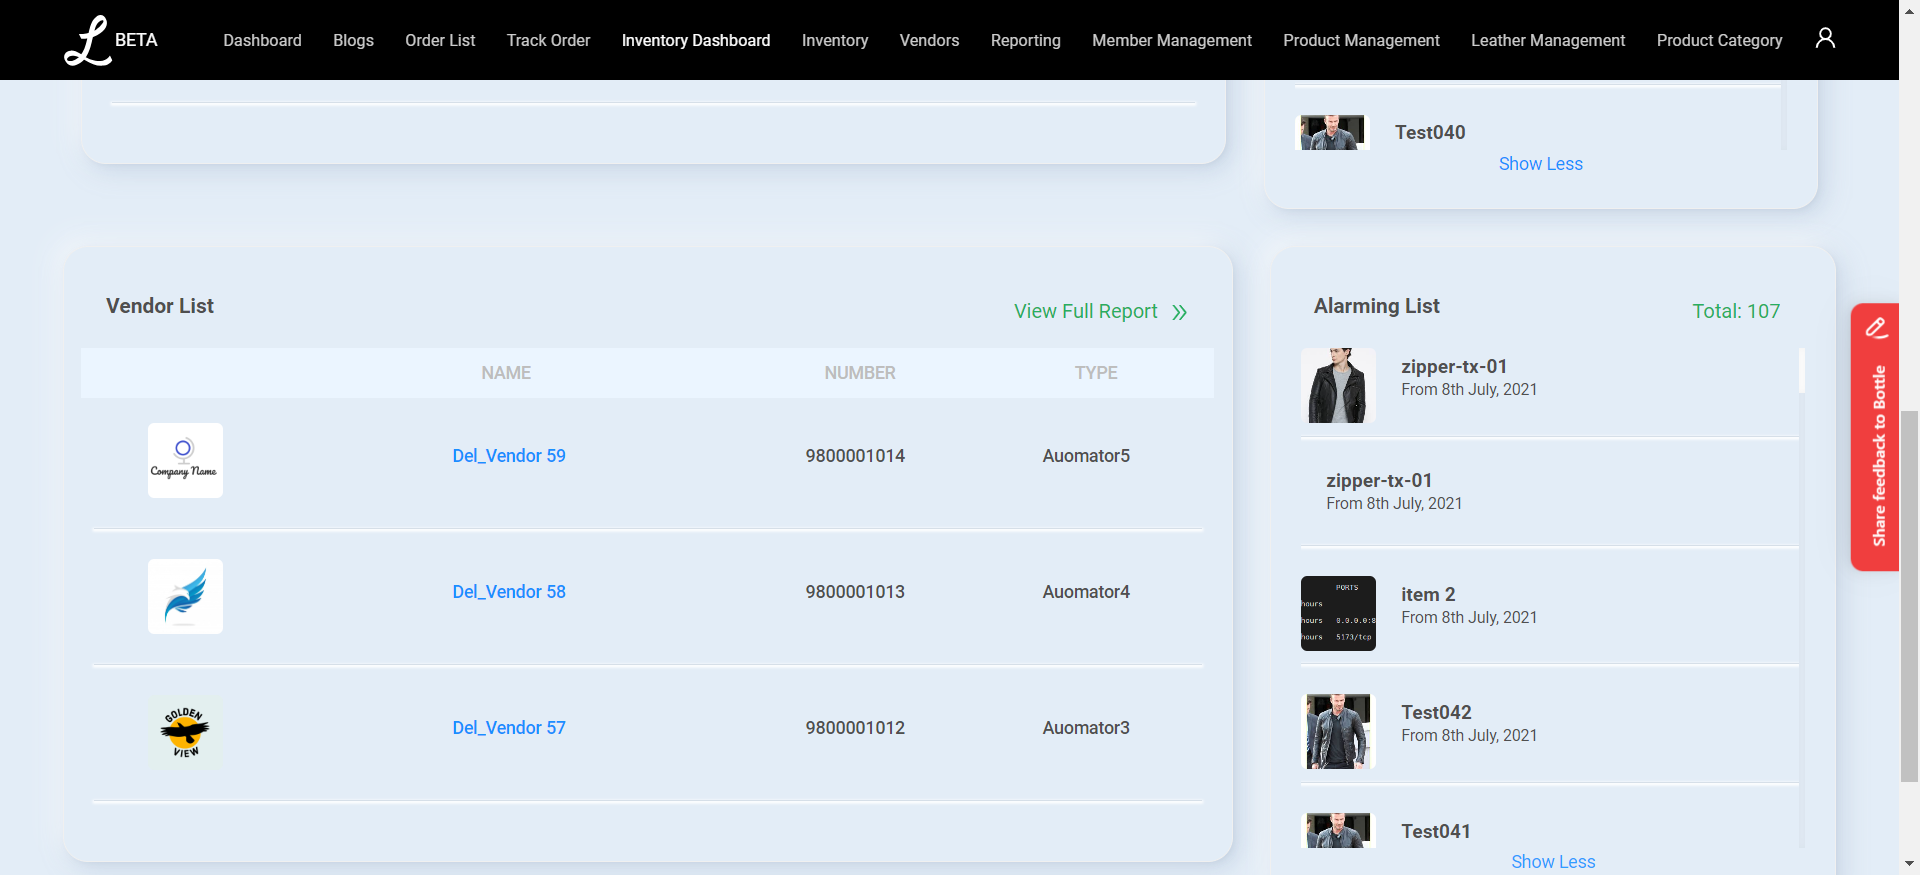 L BETA
Dashboard Blogs Order List Track Order Inventory Dashboard Inventory Vendors Reporting Member Management Product Management Leather Management Product Category
Test040
Show Less
Vendor List
View Full Report »
NAME NUMBER TYPE
Company Name
Del_Vendor 59 9800001014 Auomator5
Del_Vendor 58 9800001013 Auomator4
GOLDEN
VIEW
Del_Vendor 57 9800001012 Auomator3
Alarming List
Total: 107
zipper-tx-01
From 8th July, 2021
zipper-tx-01
From 8th July, 2021
PORTS
hours
hours 0.0.0.0:8
hours 5173/tcp
item 2
From 8th July, 2021
Test042
From 8th July, 2021
Test041
Show Less
Share feedback to Bottle